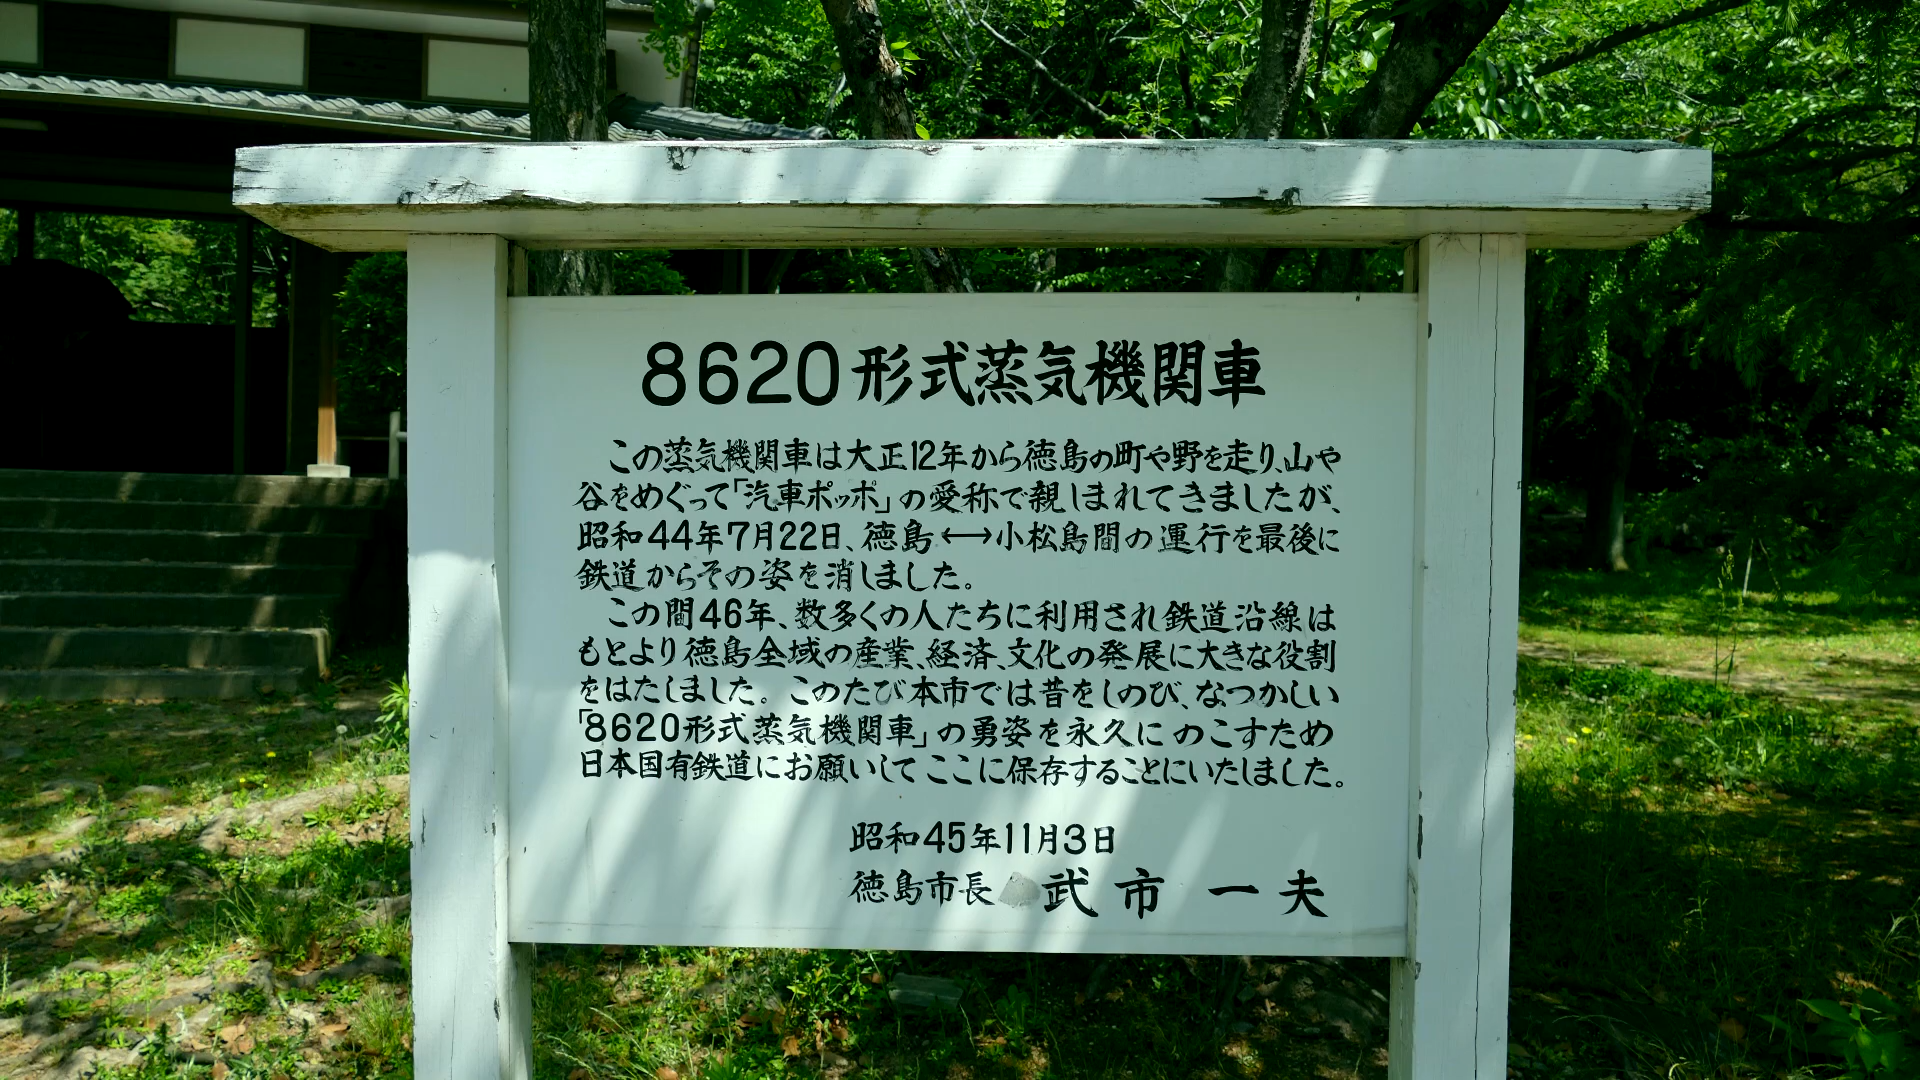 8620形式蒸気機関車
この蒸気機関車は大正12年から徳島の町や野を走り、山や
谷をめぐって「汽車ポッポ」の愛称で親しまれてきましたが、
昭和44年7月22日、徳島⟷小松島間の運行を最後に
鉄道からその姿を消しました。
この間46年、数多くの人たちに利用され鉄道沿線は
もとより徳島全域の産業、経済、文化の発展に大きな役割
をはたしました。このたび本市では昔をしのび、なつかしい
「8620形式蒸気機関車」の勇姿を永久にのこすため
日本国有鉄道にお願いしてここに保存することにいたしました。
昭和45年11月3日
徳島市長 武市一夫